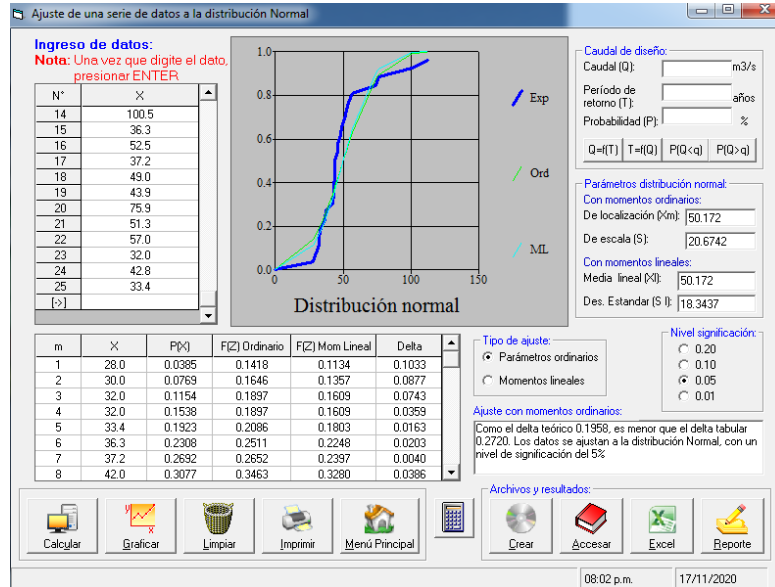 Ajuste de una serie de datos a la distribución Normal
Ingreso de datos:
Nota: Una vez que digite el dato,
presionar ENTER
N° X
14 100.5
15 36.3
16 52.5
17 37.2
18 49.0
19 43.9
20 75.9
21 51.3
22 57.0
23 32.0
24 42.8
25 33.4
[->]
1.0
0.8
0.6
0.4
0.2
0.0
0 50 100 150
Distribución normal
Exp
Ord
ML
Caudal de diseño:
Caudal (Q): m3/s
Período de
retorno (T): años
Probabilidad (P): %
Q=f(T) T=f(Q) P(Q<q) P(Q>q)
Parámetros distribución normal:
Con momentos ordinarios:
De localización (Xm): 50.172
De escala (S): 20.6742
Con momentos lineales:
Media lineal (Xl): 50.172
Des. Estandar (S l): 18.3437
m X P(X) F(Z) Ordinario F(Z) Mom Lineal Delta
1 28.0 0.0385 0.1418 0.1134 0.1033
2 30.0 0.0769 0.1646 0.1357 0.0877
3 32.0 0.1154 0.1897 0.1609 0.0743
4 32.0 0.1538 0.1897 0.1609 0.0359
5 33.4 0.1923 0.2086 0.1803 0.0163
6 36.3 0.2308 0.2511 0.2248 0.0203
7 37.2 0.2692 0.2652 0.2397 0.0040
8 42.0 0.3077 0.3463 0.3280 0.0386
Tipo de ajuste:
Parámetros ordinarios
Momentos lineales
Nivel significación:
0.20
0.10
0.05
0.01
Ajuste con momentos ordinarios:
Como el delta teórico 0.1958, es menor que el delta tabular
0.2720. Los datos se ajustan a la distribución Normal, con un
nivel de significación del 5%
Calcular Graficar Limpiar Imprimir Menú Principal
Archivos y resultados:
Crear Accesar Excel Reporte
08:02 p.m. 17/11/2020